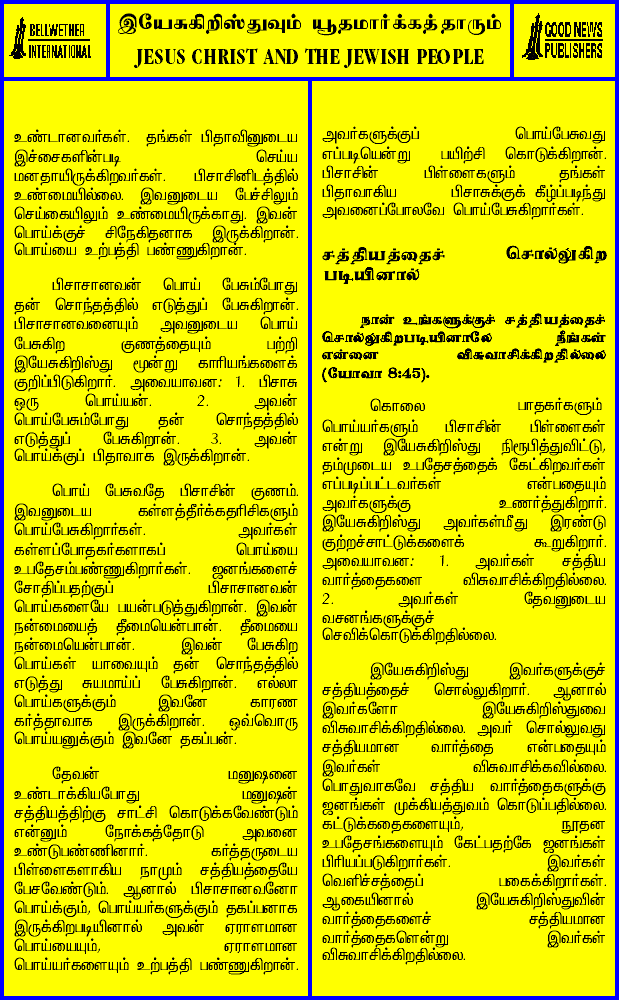 BELLWETHER
INTERNATIONAL
இயேசுகிறிஸ்துவும் யூதமார்க்கத்தாரும்
JESUS CHRIST AND THE JEWISH PEOPLE
GOOD NEWS
PUBLISHERS
உண்டானவர்கள். தங்கள் பிதாவினுடைய
இச்சைகளின்படி செய்ய
மனதாயிருக்கிறவர்கள். பிசாசினிடத்தில்
உண்மையில்லை. இவனுடைய பேச்சிலும்
செய்கையிலும் உண்மையிருக்காது. இவன்
பொய்க்குச் சிநேகிதனாக இருக்கிறான்.
பொய்யை உற்பத்தி பண்ணுகிறான்.
பிசாசானவன் பொய் பேசும்போது
தன் சொந்தத்தில் எடுத்துப் பேசுகிறான்.
பிசாசானவனையும் அவனுடைய பொய்
பேசுகிற குணத்தையும் பற்றி
இயேசுகிறிஸ்து மூன்று காரியங்களைக்
குறிப்பிடுகிறார். அவையாவன: 1. பிசாசு
ஒரு பொய்யன். 2. அவன்
பொய்பேசும்போது தன் சொந்தத்தில்
எடுத்துப் பேசுகிறான். 3. அவன்
பொய்க்குப் பிதாவாக இருக்கிறான்.
பொய் பேசுவதே பிசாசின் குணம்.
இவனுடைய கள்ளத்தீர்க்கதரிசிகளும்
பொய்பேசுகிறார்கள். அவர்கள்
கள்ளப்போதகர்களாகப் பொய்யை
உபதேசம்பண்ணுகிறார்கள். ஜனங்களைச்
சோதிப்பதற்குப் பிசாசானவன்
பொய்களையே பயன்படுத்துகிறான். இவன்
நன்மையைத் தீமையென்பான். தீமையை
நன்மையென்பான். இவன் பேசுகிற
பொய்கள் யாவையும் தன் சொந்தத்தில்
எடுத்து சுயமாய்ப் பேசுகிறான். எல்லா
பொய்களுக்கும் இவனே காரண
கர்த்தாவாக இருக்கிறான். ஒவ்வொரு
பொய்யனுக்கும் இவனே தகப்பன்.
தேவன் மனுஷனை
உண்டாக்கியபோது மனுஷன்
சத்தியத்திற்கு சாட்சி கொடுக்கவேண்டும்
என்னும் நோக்கத்தோடு அவனை
உண்டுபண்ணினார். கர்த்தருடைய
பிள்ளைகளாகிய நாமும் சத்தியத்தையே
பேசவேண்டும். ஆனால் பிசாசானவனோ
பொய்க்கும், பொய்யர்களுக்கும் தகப்பனாக
இருக்கிறபடியினால் அவன் ஏராளமான
பொய்யையும், ஏராளமான
பொய்யர்களையும் உற்பத்தி பண்ணுகிறான்.
அவர்களுக்குப் பொய்பேசுவது
எப்படியென்று பயிற்சி கொடுக்கிறான்.
பிசாசின் பிள்ளைகளும் தங்கள்
பிதாவாகிய பிசாசுக்குக் கீழ்ப்படிந்து
அவனைப்போலவே பொய்பேசுகிறார்கள்.
சத்தியத்தைச் சொல்லுகிற
படியினால்
நான் உங்களுக்குச் சத்தியத்தைச்
சொல்லுகிறபடியினாலே நீங்கள்
என்னை விசுவாசிக்கிறதில்லை
(யோவா 8:45).
கொலை பாதகர்களும்
பொய்யர்களும் பிசாசின் பிள்ளைகள்
என்று இயேசுகிறிஸ்து நிரூபித்துவிட்டு,
தம்முடைய உபதேசத்தைக் கேட்கிறவர்கள்
எப்படிப்பட்டவர்கள் என்பதையும்
அவர்களுக்கு உணர்த்துகிறார்.
இயேசுகிறிஸ்து அவர்கள்மீது இரண்டு
குற்றச்சாட்டுக்களைக் கூறுகிறார்.
அவையாவன: 1. அவர்கள் சத்திய
வார்த்தைகளை விசுவாசிக்கிறதில்லை.
2. அவர்கள் தேவனுடைய
வசனங்களுக்குச்
செவிக்கொடுக்கிறதில்லை.
இயேசுகிறிஸ்து இவர்களுக்குச்
சத்தியத்தைச் சொல்லுகிறார். ஆனால்
இவர்களோ இயேசுகிறிஸ்துவை
விசுவாசிக்கிறதில்லை. அவர் சொல்லுவது
சத்தியமான வார்த்தை என்பதையும்
இவர்கள் விசுவாசிக்கவில்லை.
பொதுவாகவே சத்திய வார்த்தைகளுக்கு
ஜனங்கள் முக்கியத்துவம் கொடுப்பதில்லை.
கட்டுக்கதைகளையும், நூதன
உபதேசங்களையும் கேட்பதற்கே ஜனங்கள்
பிரியப்படுகிறார்கள். இவர்கள்
வெளிச்சத்தைப் பகைக்கிறார்கள்.
ஆகையினால் இயேசுகிறிஸ்துவின்
வார்த்தைகளைச் சத்தியமான
வார்த்தைகளென்று இவர்கள்
விசுவாசிக்கிறதில்லை.